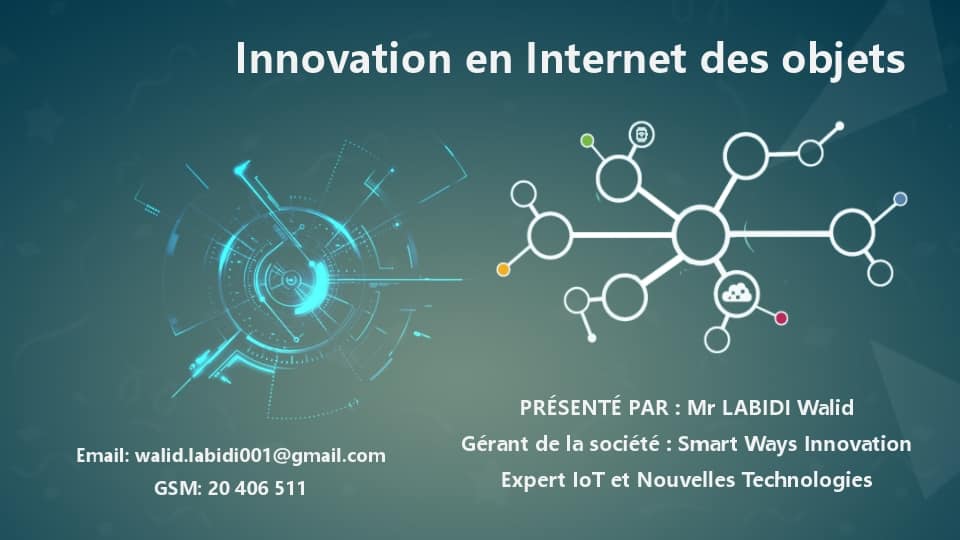 Innovation en Internet des objets
PRÉSENTÉ PAR : Mr LABIDI Walid
Gérant de la société : Smart Ways Innovation
Expert IoT et Nouvelles Technologies
Email: walid.labidi001@gmail.com
GSM: 20 406 511